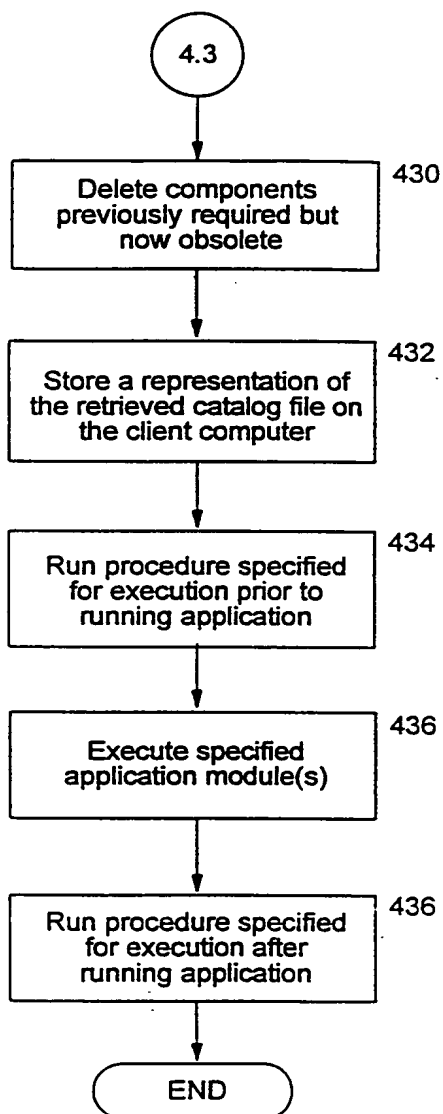 4.3
430
Delete components
previously required but
now obsolete
432
Store a representation of
the retrieved catalog file on
the client computer
434
Run procedure specified
for execution prior to
running application
436
Execute specified
application module(s)
436
Run procedure specified
for execution after
running application
END